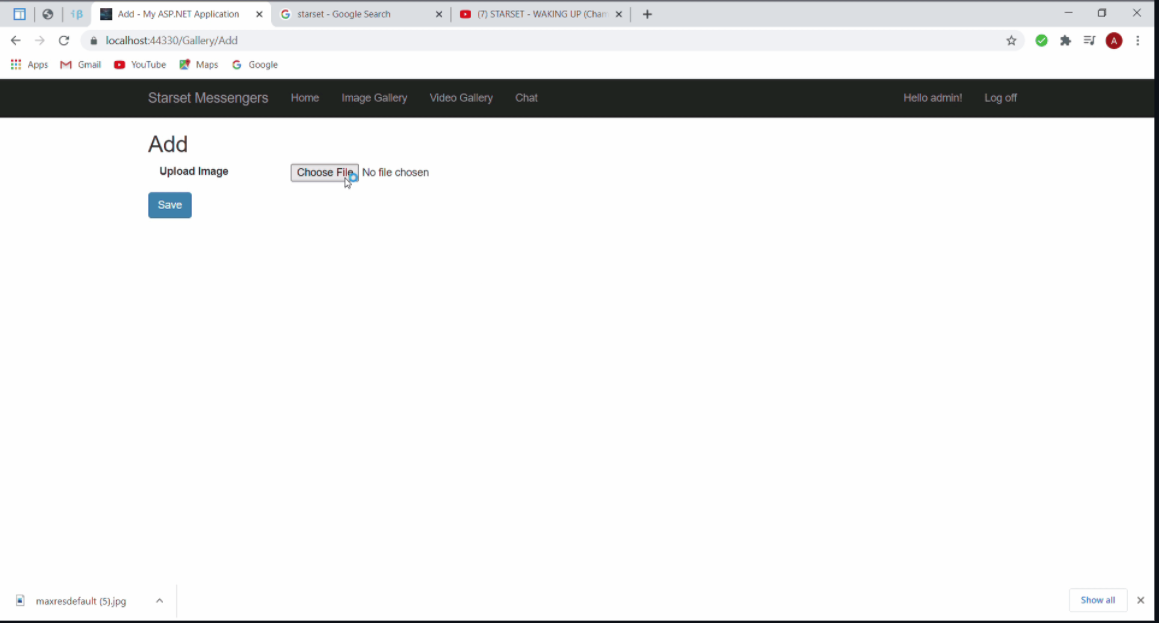 Add - My ASP.NET Application
starset - Google Search
(7) STARSET - WAKING UP (Cham
localhost:44330/Gallery/Add
A
Apps Gmail YouTube Maps Google
Starset Messengers Home Image Gallery Video Gallery Chat Hello admin! Log off
Add
Upload Image Choose File No file chosen
Save
maxresdefault (5).jpg Show all